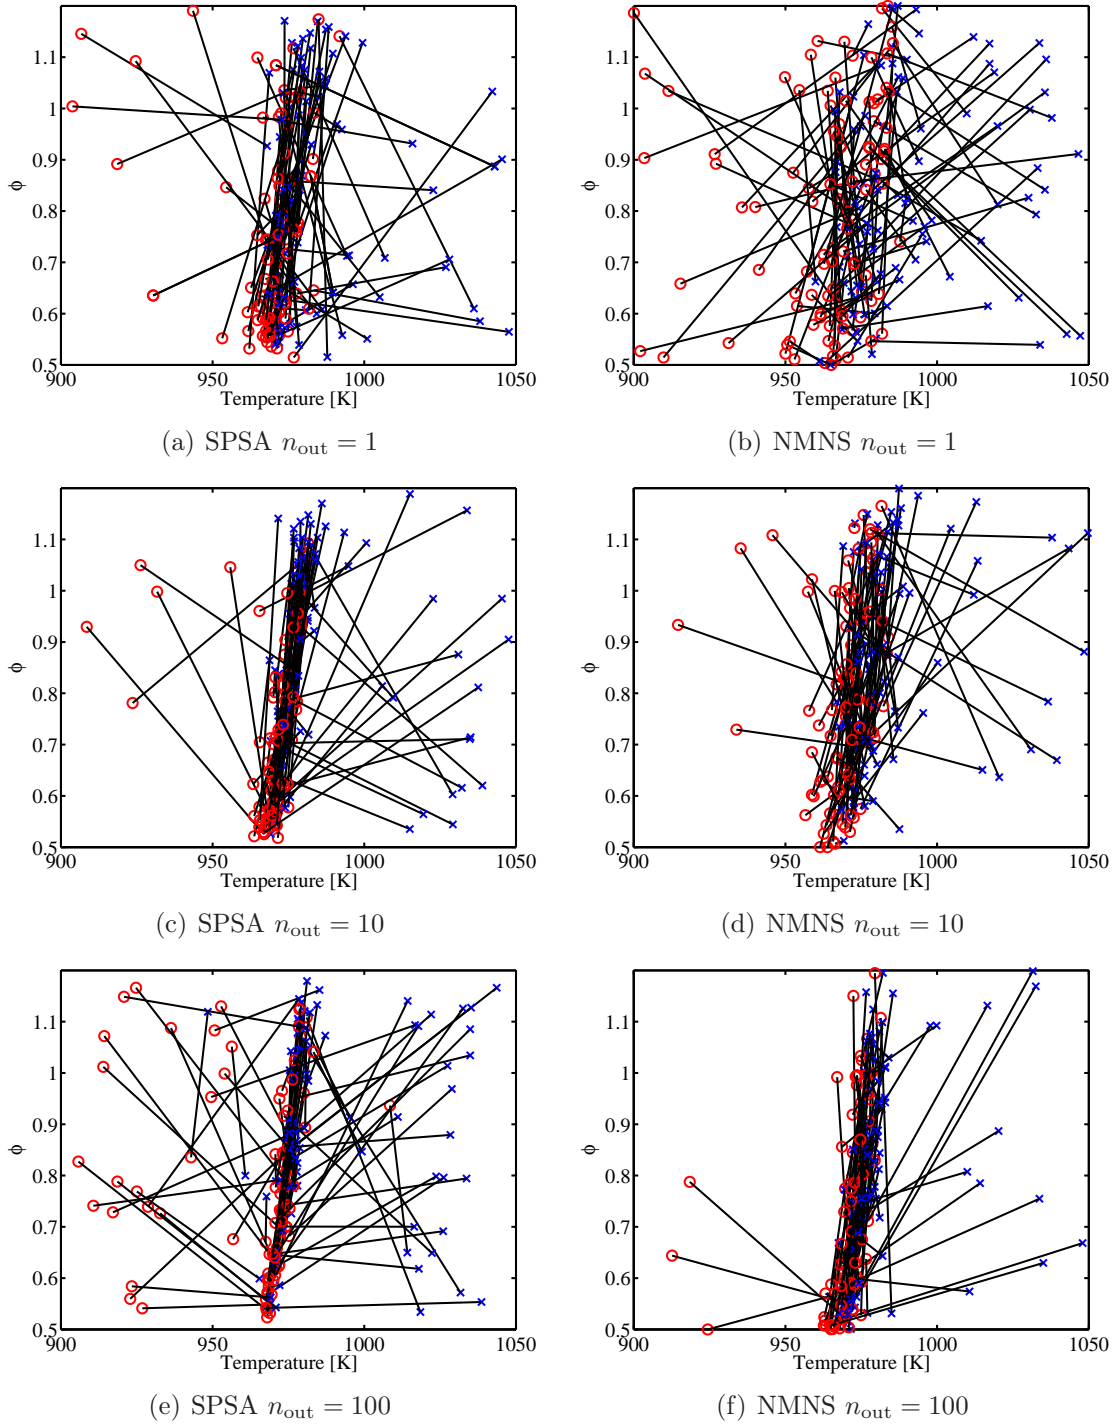 1.1
1
0.9
ϕ
0.8
0.7
0.6
0.5
900 950 1000 1050
Temperature [K]
(a) SPSA n_out = 1
1.1
1
0.9
ϕ
0.8
0.7
0.6
0.5
900 950 1000 1050
Temperature [K]
(b) NMNS n_out = 1
1.1
1
0.9
ϕ
0.8
0.7
0.6
0.5
900 950 1000 1050
Temperature [K]
(c) SPSA n_out = 10
1.1
1
0.9
ϕ
0.8
0.7
0.6
0.5
900 950 1000 1050
Temperature [K]
(d) NMNS n_out = 10
1.1
1
0.9
ϕ
0.8
0.7
0.6
0.5
900 950 1000 1050
Temperature [K]
(e) SPSA n_out = 100
1.1
1
0.9
ϕ
0.8
0.7
0.6
0.5
900 950 1000 1050
Temperature [K]
(f) NMNS n_out = 100